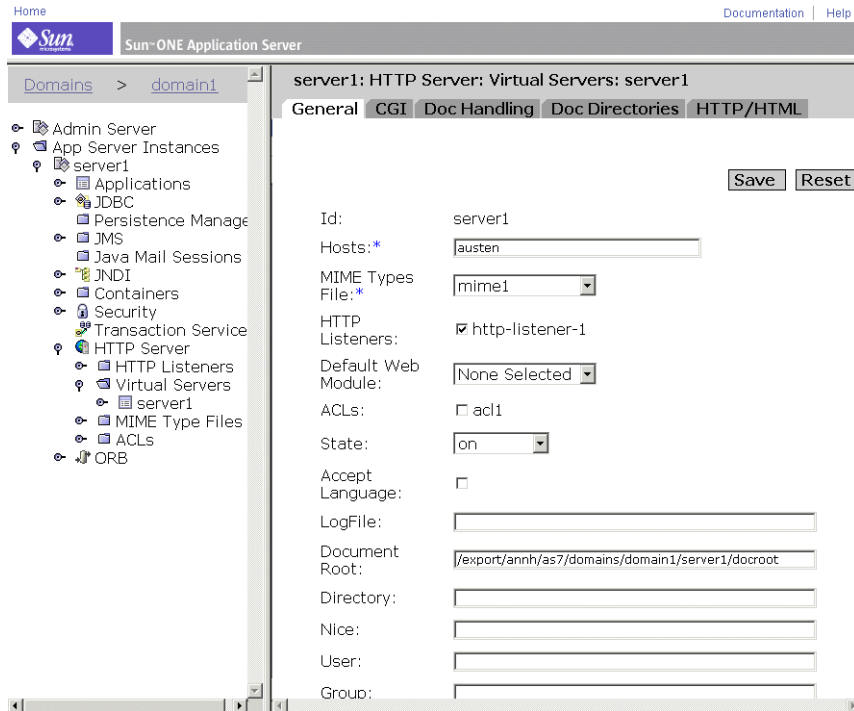 Home
Documentation | Help
Sun
microsystems
Sun™ ONE Application Server
Domains > domain1
Admin Server
App Server Instances
server1
Applications
JDBC
Persistence Manage
JMS
Java Mail Sessions
JNDI
Containers
Security
Transaction Service
HTTP Server
HTTP Listeners
Virtual Servers
server1
MIME Type Files
ACLs
ORB
server1: HTTP Server: Virtual Servers: server1
General CGI Doc Handling Doc Directories HTTP/HTML
Save Reset
Id: server1
Hosts:* austen
MIME Types
File:* mime1
HTTP
Listeners: http-listener-1
Default Web
Module: None Selected
ACLs: acl1
State: on
Accept
Language:
LogFile:
Document
Root: /export/annh/as7/domains/domain1/server1/docroot
Directory:
Nice:
User:
Group: